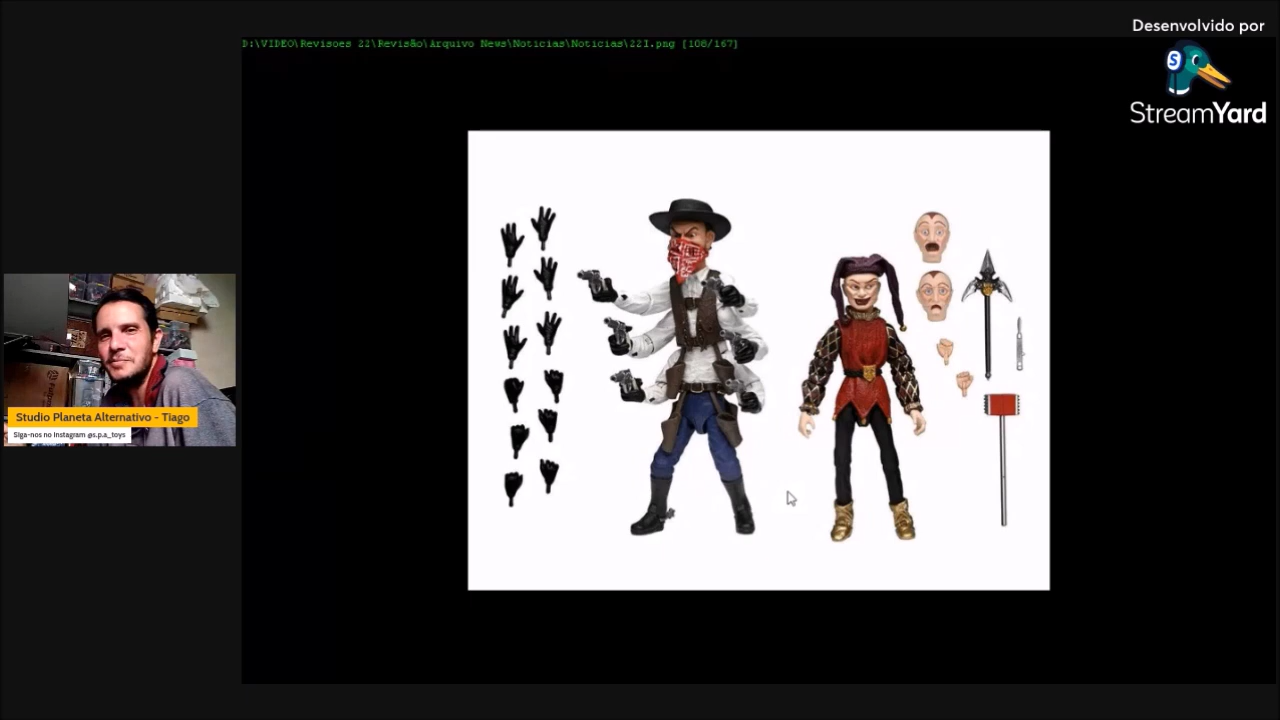 Desenvolvido por
D:\VIDEO\Revisoes 22\Revisão\Arquivo News\Noticias\Noticias\221.png [108/167]
StreamYard
Studio Planeta Alternativo - Tiago
Siga-nos no Instagram @s.p.a_toys